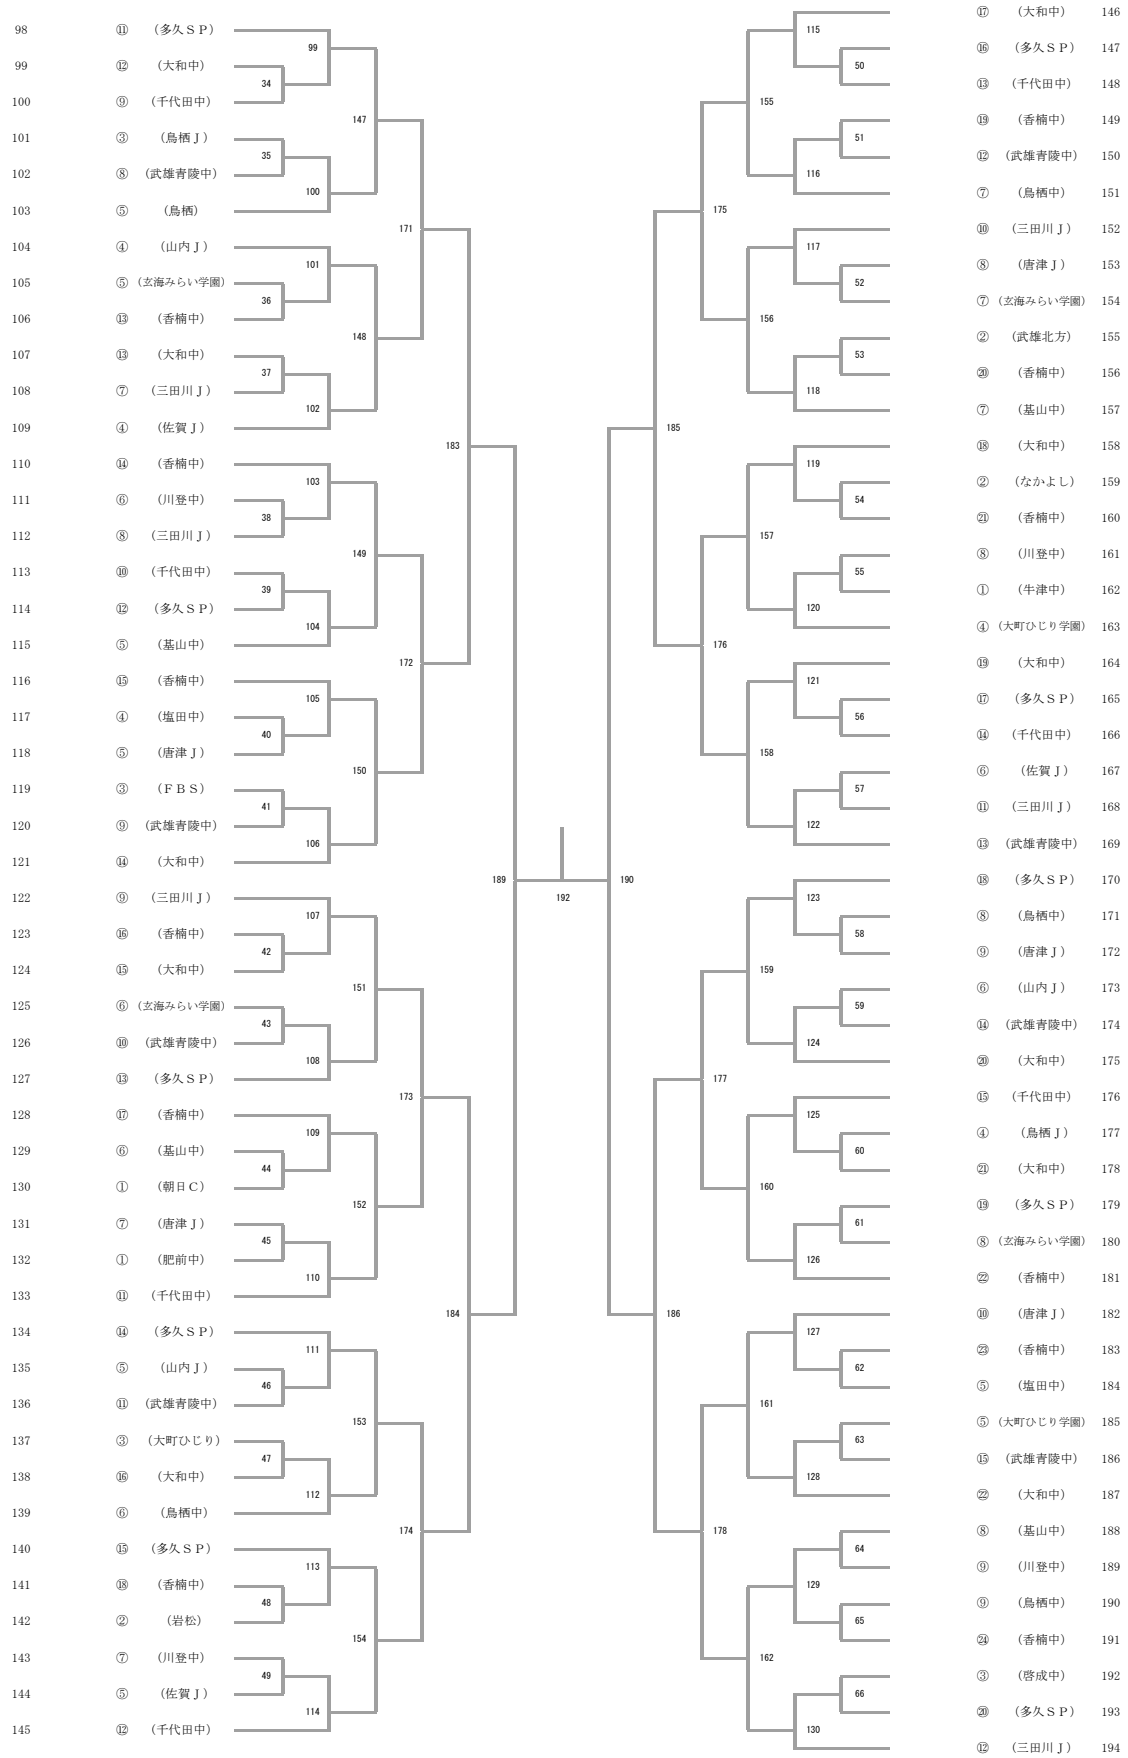 98 ⑪ （多久ＳＰ）
99 ⑫ （大和中）
100 ⑨ （千代田中）
101 ③ （鳥栖Ｊ）
102 ⑧ （武雄青陵中）
103 ⑤ （鳥栖）
104 ④ （山内Ｊ）
105 ⑤ （玄海みらい学園）
106 ⑬ （香楠中）
107 ⑬ （大和中）
108 ⑦ （三田川Ｊ）
109 ④ （佐賀Ｊ）
110 ⑭ （香楠中）
111 ⑥ （川登中）
112 ⑧ （三田川Ｊ）
113 ⑩ （千代田中）
114 ⑫ （多久ＳＰ）
115 ⑤ （基山中）
116 ⑮ （香楠中）
117 ④ （塩田中）
118 ⑤ （唐津Ｊ）
119 ③ （ＦＢＳ）
120 ⑨ （武雄青陵中）
121 ⑭ （大和中）
122 ⑨ （三田川Ｊ）
123 ⑯ （香楠中）
124 ⑮ （大和中）
125 ⑥ （玄海みらい学園）
126 ⑩ （武雄青陵中）
127 ⑬ （多久ＳＰ）
128 ⑰ （香楠中）
129 ⑥ （基山中）
130 ① （朝日Ｃ）
131 ⑦ （唐津Ｊ）
132 ① （肥前中）
133 ⑪ （千代田中）
134 ⑭ （多久ＳＰ）
135 ⑤ （山内Ｊ）
136 ⑪ （武雄青陵中）
137 ③ （大町ひじり）
138 ⑯ （大和中）
139 ⑥ （鳥栖中）
140 ⑮ （多久ＳＰ）
141 ⑱ （香楠中）
142 ② （岩松）
143 ⑦ （川登中）
144 ⑤ （佐賀Ｊ）
145 ⑫ （千代田中）
34
35
36
37
38
39
40
41
42
43
44
45
46
47
48
49
99
100
101
102
103
104
105
106
107
108
109
110
111
112
113
114
147
148
149
150
151
152
153
154
171
172
173
174
183
184
189
192
190
185
186
175
176
177
178
155
156
157
158
159
160
161
162
115
116
117
118
119
120
121
122
123
124
125
126
127
128
129
130
50
51
52
53
54
55
56
57
58
59
60
61
62
63
64
65
66
⑰ （大和中） 146
⑯ （多久ＳＰ） 147
⑬ （千代田中） 148
⑲ （香楠中） 149
⑫ （武雄青陵中） 150
⑦ （鳥栖中） 151
⑩ （三田川Ｊ） 152
⑧ （唐津Ｊ） 153
⑦ （玄海みらい学園） 154
② （武雄北方） 155
⑳ （香楠中） 156
⑦ （基山中） 157
⑱ （大和中） 158
② （なかよし） 159
㉑ （香楠中） 160
⑧ （川登中） 161
① （牛津中） 162
④ （大町ひじり学園） 163
⑲ （大和中） 164
⑰ （多久ＳＰ） 165
⑭ （千代田中） 166
⑥ （佐賀Ｊ） 167
⑪ （三田川Ｊ） 168
⑬ （武雄青陵中） 169
⑱ （多久ＳＰ） 170
⑧ （鳥栖中） 171
⑨ （唐津Ｊ） 172
⑥ （山内Ｊ） 173
⑭ （武雄青陵中） 174
⑳ （大和中） 175
⑮ （千代田中） 176
④ （鳥栖Ｊ） 177
㉑ （大和中） 178
⑲ （多久ＳＰ） 179
⑧ （玄海みらい学園） 180
㉒ （香楠中） 181
⑩ （唐津Ｊ） 182
㉓ （香楠中） 183
⑤ （塩田中） 184
⑤ （大町ひじり学園） 185
⑮ （武雄青陵中） 186
㉒ （大和中） 187
⑧ （基山中） 188
⑨ （川登中） 189
⑨ （鳥栖中） 190
㉔ （香楠中） 191
③ （啓成中） 192
⑳ （多久ＳＰ） 193
⑫ （三田川Ｊ） 194